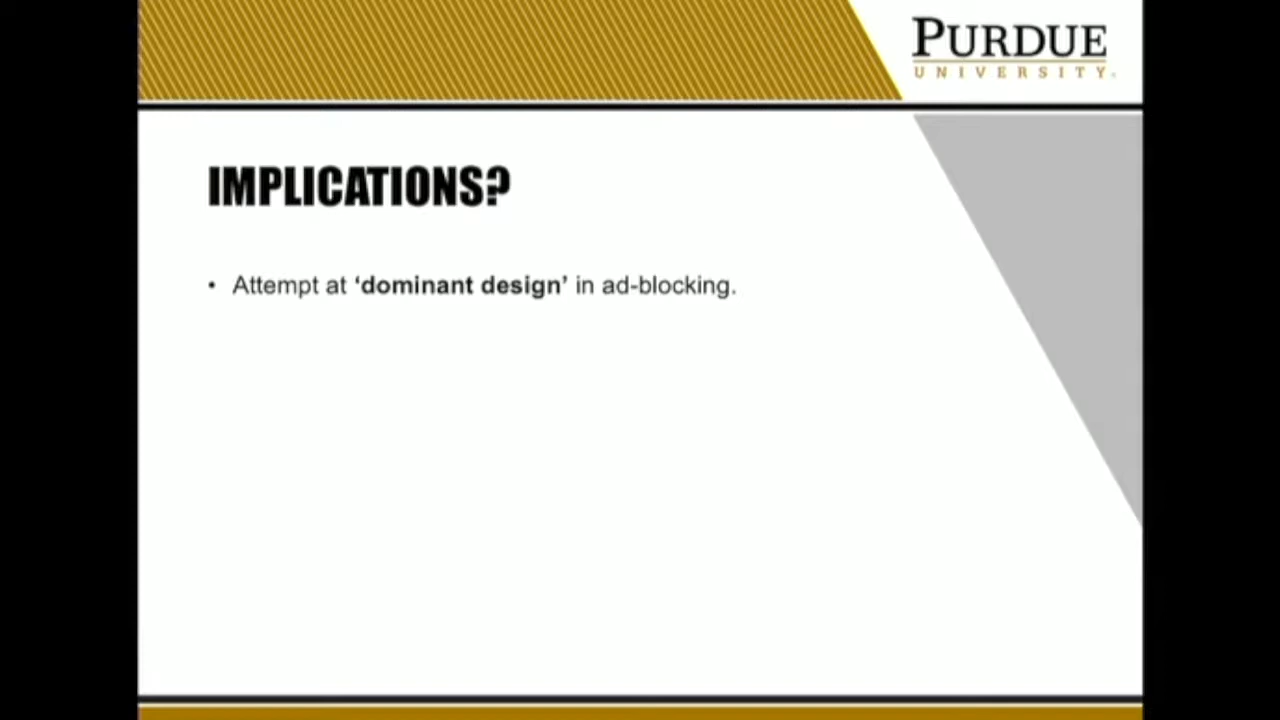 PURDUE
UNIVERSITY
IMPLICATIONS?
• Attempt at ‘dominant design’ in ad-blocking.